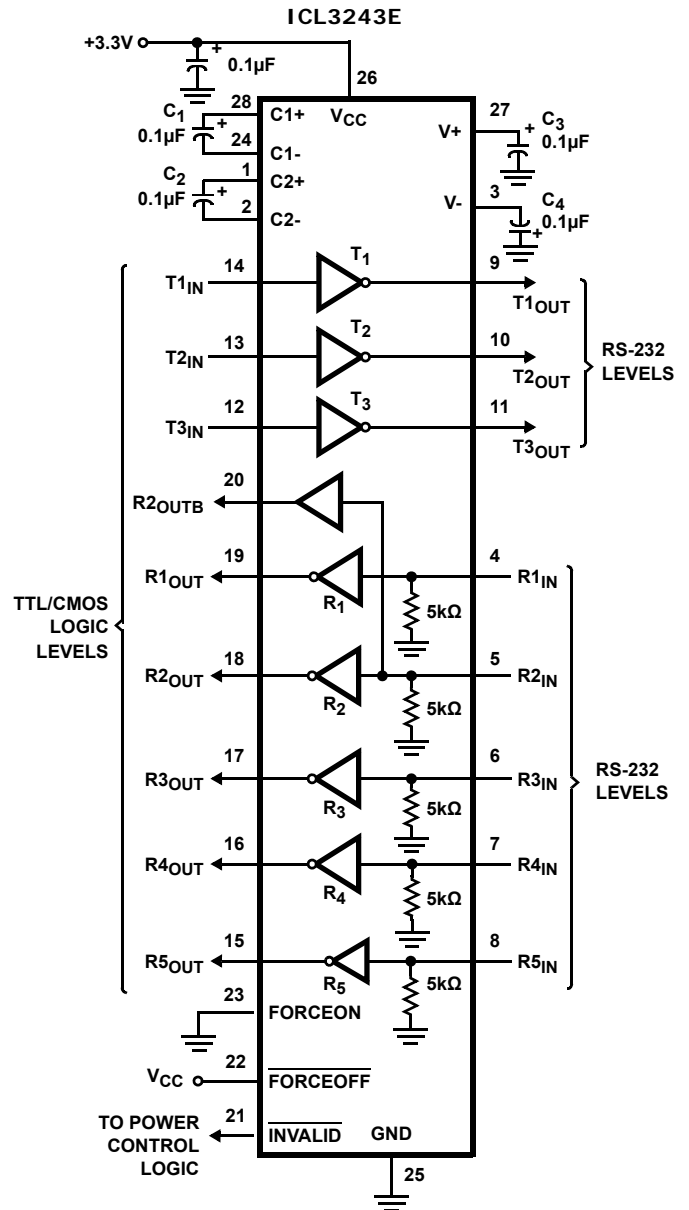 ICL3243E
+3.3V
+
0.1µF
26
28
C1+
VCC
27
C1
0.1µF
+
24
C1-
V+
+
C3
0.1µF
1
C2+
C2
0.1µF
+
2
C2-
V-
3
C4
0.1µF
+
T1IN
14
T1
9
T1OUT
T2IN
13
T2
10
T2OUT
RS-232
LEVELS
T3IN
12
T3
11
T3OUT
R2OUTB
20
R1OUT
19
R1
4
R1IN
5kΩ
TTL/CMOS
LOGIC
LEVELS
R2OUT
18
R2
5
R2IN
5kΩ
R3OUT
17
R3
6
R3IN
5kΩ
RS-232
LEVELS
R4OUT
16
R4
7
R4IN
5kΩ
R5OUT
15
R5
8
R5IN
5kΩ
23
FORCEON
VCC
22
FORCEOFF
TO POWER
CONTROL
LOGIC
21
INVALID
GND
25